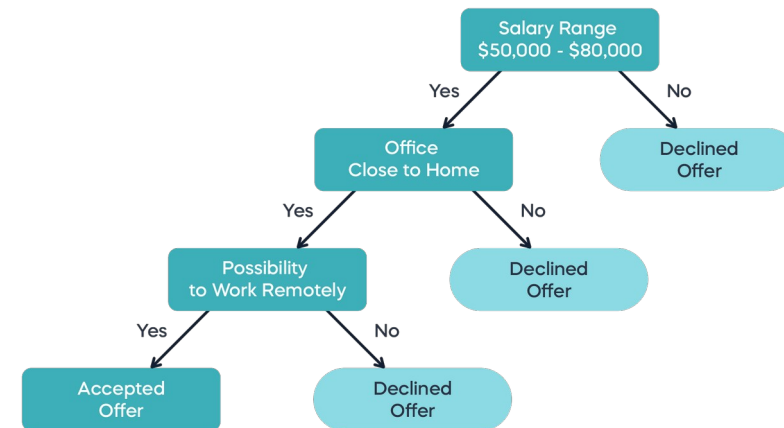 Salary Range
$50,000 - $80,000
Yes
No
Office
Close to Home
Declined
Offer
Yes
No
Possibility
to Work Remotely
Declined
Offer
Yes
No
Accepted
Offer
Declined
Offer